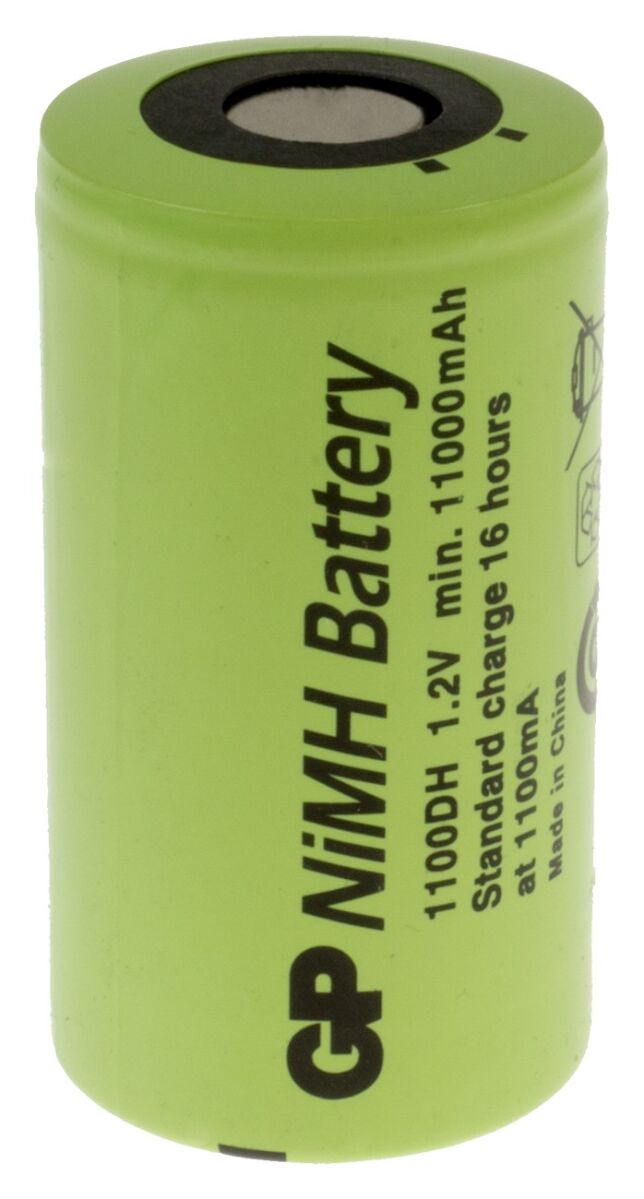 GP NiMH Battery
1100DH 1.2V min. 11000mAh
Standard charge 16 hours
at 1100mA
Made in China